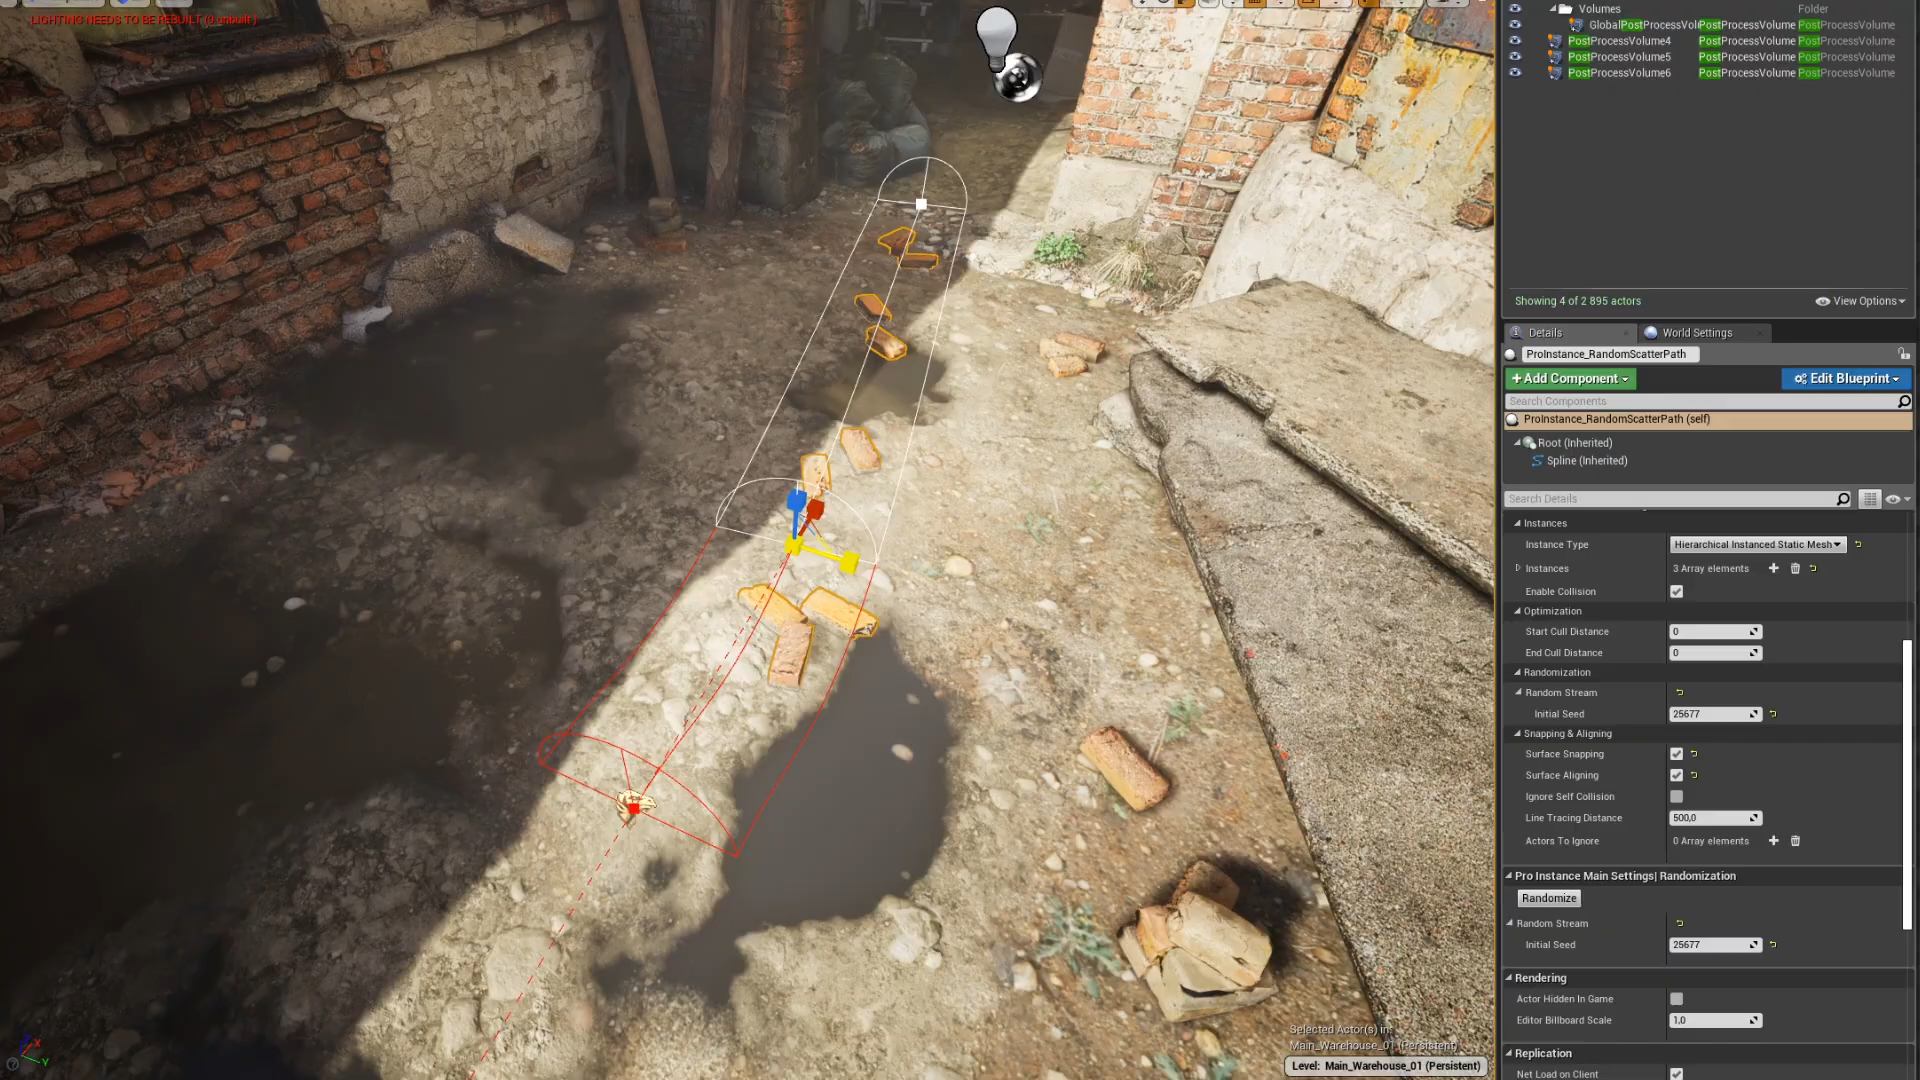 LIGHTING NEEDS TO BE REBUILT (9 unbuilt)
Volumes Folder
GlobalPostProcessVolu PostProcessVolume PostProcessVolume
PostProcessVolume4 PostProcessVolume PostProcessVolume
PostProcessVolume5 PostProcessVolume PostProcessVolume
PostProcessVolume6 PostProcessVolume PostProcessVolume
Showing 4 of 2 895 actors View Options
Details World Settings
ProInstance_RandomScatterPath
+ Add Component Edit Blueprint
Search Components
ProInstance_RandomScatterPath (self)
Root (Inherited)
Spline (Inherited)
Search Details
Instances
Instance Type Hierarchical Instanced Static Mesh
Instances 3 Array elements
Enable Collision
Optimization
Start Cull Distance 0
End Cull Distance 0
Randomization
Random Stream
Initial Seed 25677
Snapping & Aligning
Surface Snapping
Surface Aligning
Ignore Self Collision
Line Tracing Distance 500,0
Actors To Ignore 0 Array elements
Pro Instance Main Settings| Randomization
Randomize
Random Stream
Initial Seed 25677
Rendering
Actor Hidden In Game
Editor Billboard Scale 1,0
Replication
Net Load on Client
Selected Actor(s) in:
Main_Warehouse_01 (Persistent)
Level: Main_Warehouse_01 (Persistent)
X
Y